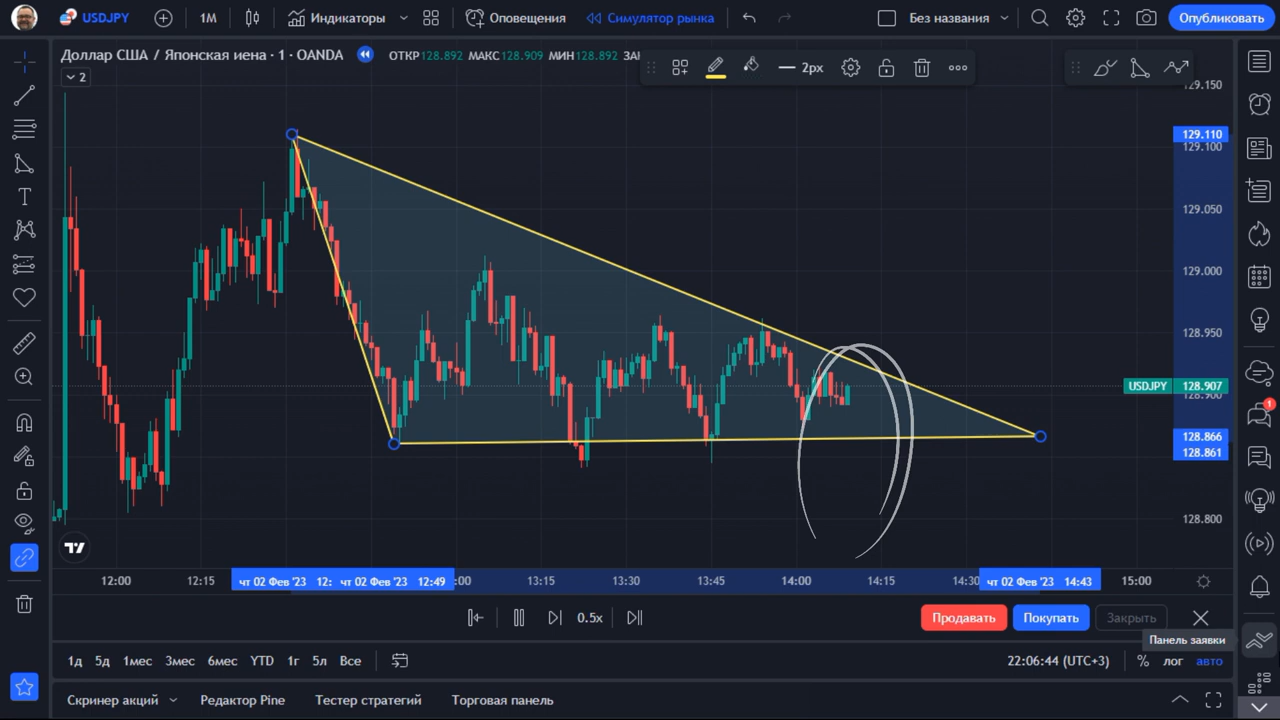 USDJPY
1М
Индикаторы
Оповещения
Симулятор рынка
Без названия
Опубликовать
Доллар США / Японская иена · 1 · OANDA
ОТКР128.892 МАКС128.909 МИН128.892
2
2px
129.110
129.100
129.050
129.000
128.950
USDJPY 128.907
128.866
128.861
128.800
1
12:00 12:15
чт 02 Фев '23 12:
чт 02 Фев '23 12:49
:00 13:15 13:30 13:45 14:00 14:15 14:30
чт 02 Фев '23 14:43
15:00
0.5x
Продавать
Покупать
Закрыть
Панель заявки
1д 5д 1мес 3мес 6мес YTD 1г 5л Все
22:06:44 (UTC+3)
% лог авто
Скринер акций
Редактор Pine
Тестер стратегий
Торговая панель